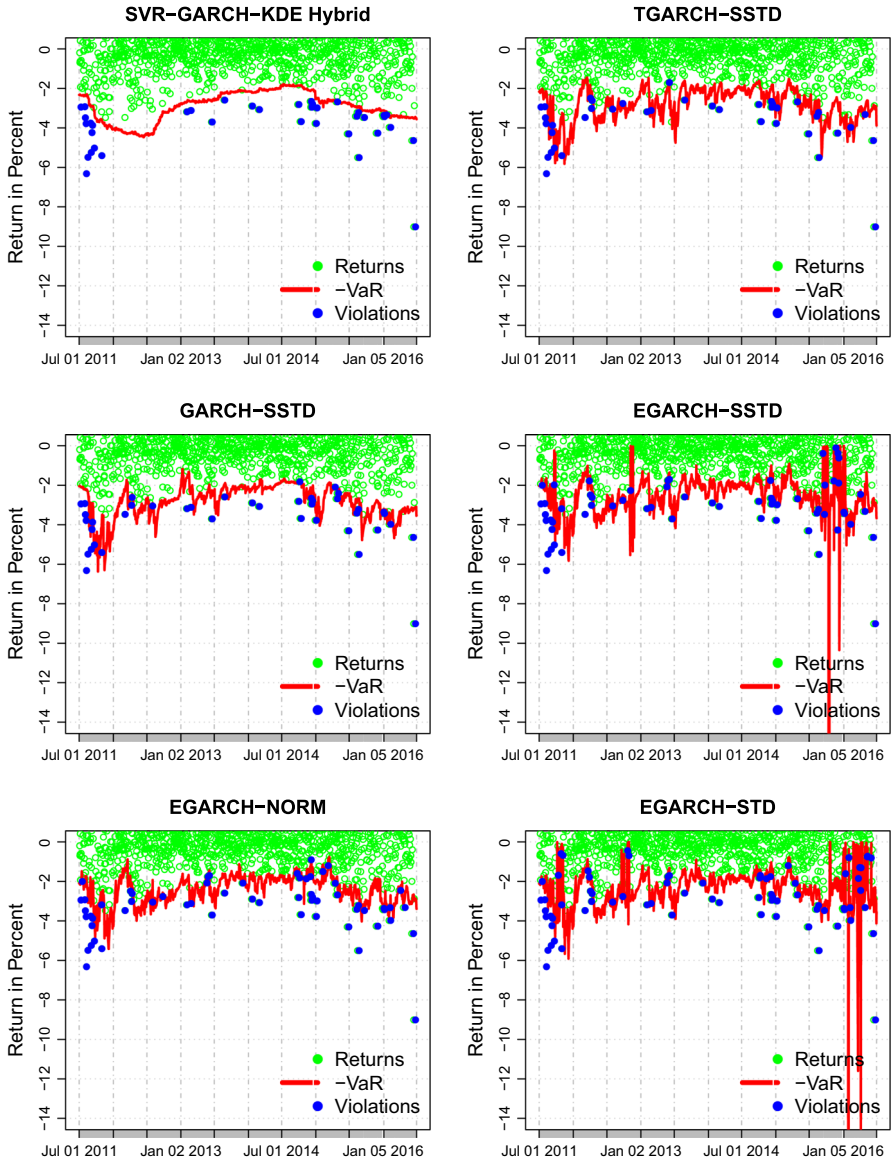 SVR−GARCH−KDE Hybrid
Return in Percent
0
−2
−4
−6
−8
−10
−12
−14
Returns
−VaR
Violations
Jul 01 2011 Jan 02 2013 Jul 01 2014 Jan 05 2016
TGARCH−SSTD
Return in Percent
0
−2
−4
−6
−8
−10
−12
−14
Returns
−VaR
Violations
Jul 01 2011 Jan 02 2013 Jul 01 2014 Jan 05 2016
GARCH−SSTD
Return in Percent
0
−2
−4
−6
−8
−10
−12
−14
Returns
−VaR
Violations
Jul 01 2011 Jan 02 2013 Jul 01 2014 Jan 05 2016
EGARCH−SSTD
Return in Percent
0
−2
−4
−6
−8
−10
−12
−14
Returns
−VaR
Violations
Jul 01 2011 Jan 02 2013 Jul 01 2014 Jan 05 2016
EGARCH−NORM
Return in Percent
0
−2
−4
−6
−8
−10
−12
−14
Returns
−VaR
Violations
Jul 01 2011 Jan 02 2013 Jul 01 2014 Jan 05 2016
EGARCH−STD
Return in Percent
0
−2
−4
−6
−8
−10
−12
−14
Returns
−VaR
Violations
Jul 01 2011 Jan 02 2013 Jul 01 2014 Jan 05 2016